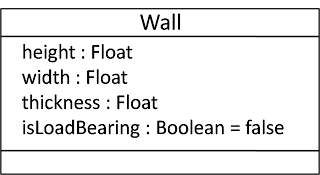 Wall
height : Float
width : Float
thickness : Float
isLoadBearing : Boolean = false